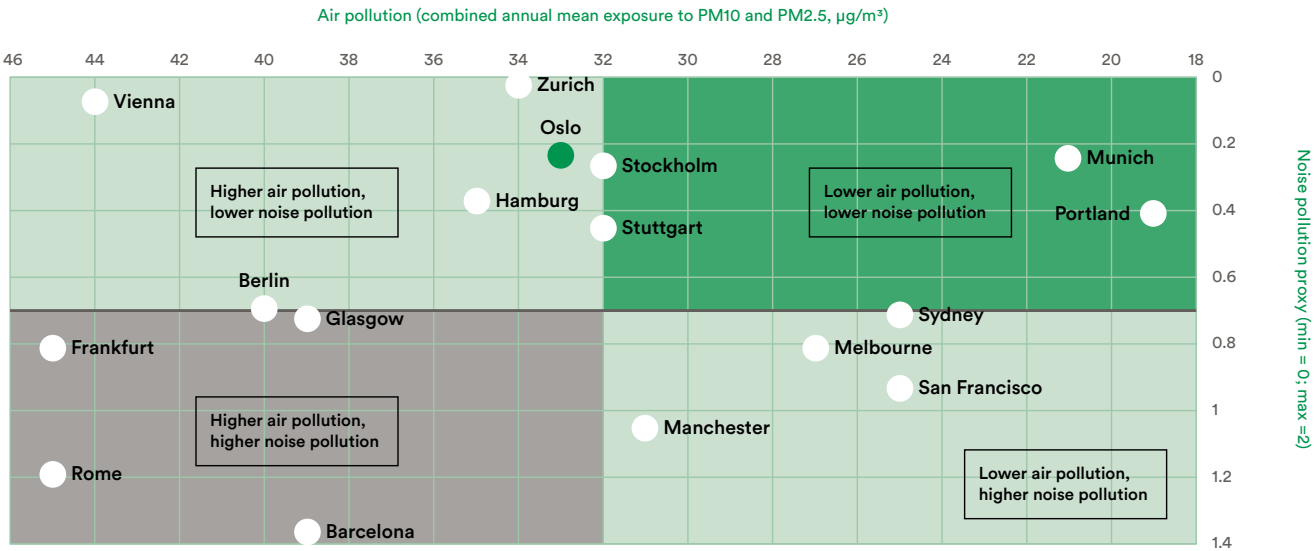 Air pollution (combined annual mean exposure to PM10 and PM2.5, µg/m³)
46 44 42 40 38 36 34 32 30 28 26 24 22 20 18
0
Zurich
Vienna
Oslo
0.2
Munich
Stockholm
Higher air pollution,
lower noise pollution
Lower air pollution,
lower noise pollution
Hamburg
0.4
Portland
Stuttgart
0.6
Berlin
Sydney
Glasgow
0.8
Frankfurt
Melbourne
San Francisco
1
Higher air pollution,
higher noise pollution
Manchester
Rome
1.2
Lower air pollution,
higher noise pollution
Barcelona
1.4
Noise pollution proxy (min = 0; max =2)